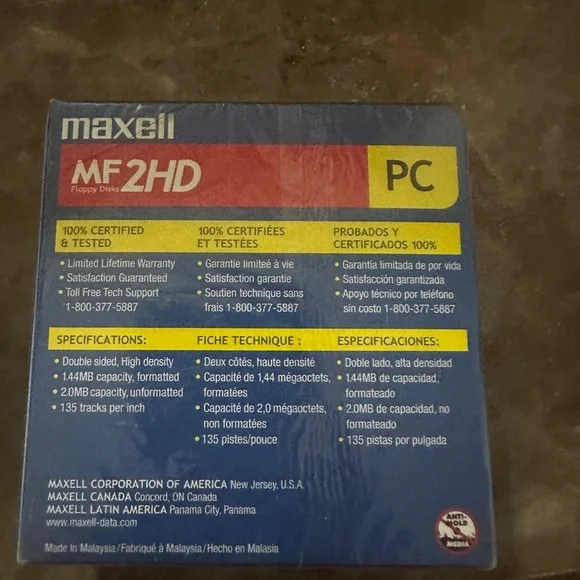 maxell
MF 2HD
Floppy Disks
PC
100% CERTIFIED
& TESTED
• Limited Lifetime Warranty
• Satisfaction Guaranteed
• Toll Free Tech Support
1-800-377-5887
100% CERTIFIÉES
ET TESTÉES
• Garantie limiteé à vie
• Satisfaction garantie
• Soutien technique sans
frais 1-800-377-5887
PROBADOS Y
CERTIFICADOS 100%
• Garantía limitada de por vida
• Satisfacción garantizada
• Apoyo técnico por teléfono
sin costo 1-800-377-5887
SPECIFICATIONS:
• Double sided, High density
• 1.44MB capacity, formatted
• 2.0MB capacity, unformatted
• 135 tracks per inch
FICHE TECHNIQUE :
• Deux côtés, haute densité
• Capacité de 1,44 mégaoctets,
formatées
• Capacité de 2,0 mégaoctets,
non formatées
• 135 pistes/pouce
ESPECIFICACIONES:
• Doble lado, alta densidad
• 1.44MB de capacidad,
formateado
• 2.0MB de capacidad, no
formateado
• 135 pistas por pulgada
MAXELL CORPORATION OF AMERICA New Jersey, U.S.A.
MAXELL CANADA Concord, ON Canada
MAXELL LATIN AMERICA Panama City, Panama
www.maxell-data.com
ANTI-
MOLD
MEDIA
Made In Malaysia/Fabriqué à Malaysia/Hecho en Malasia